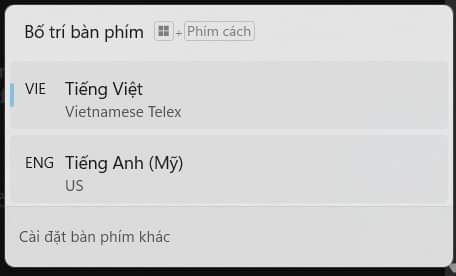 Bố trí bàn phím + Phím cách
VIE Tiếng Việt
Vietnamese Telex
ENG Tiếng Anh (Mỹ)
US
Cài đặt bàn phím khác